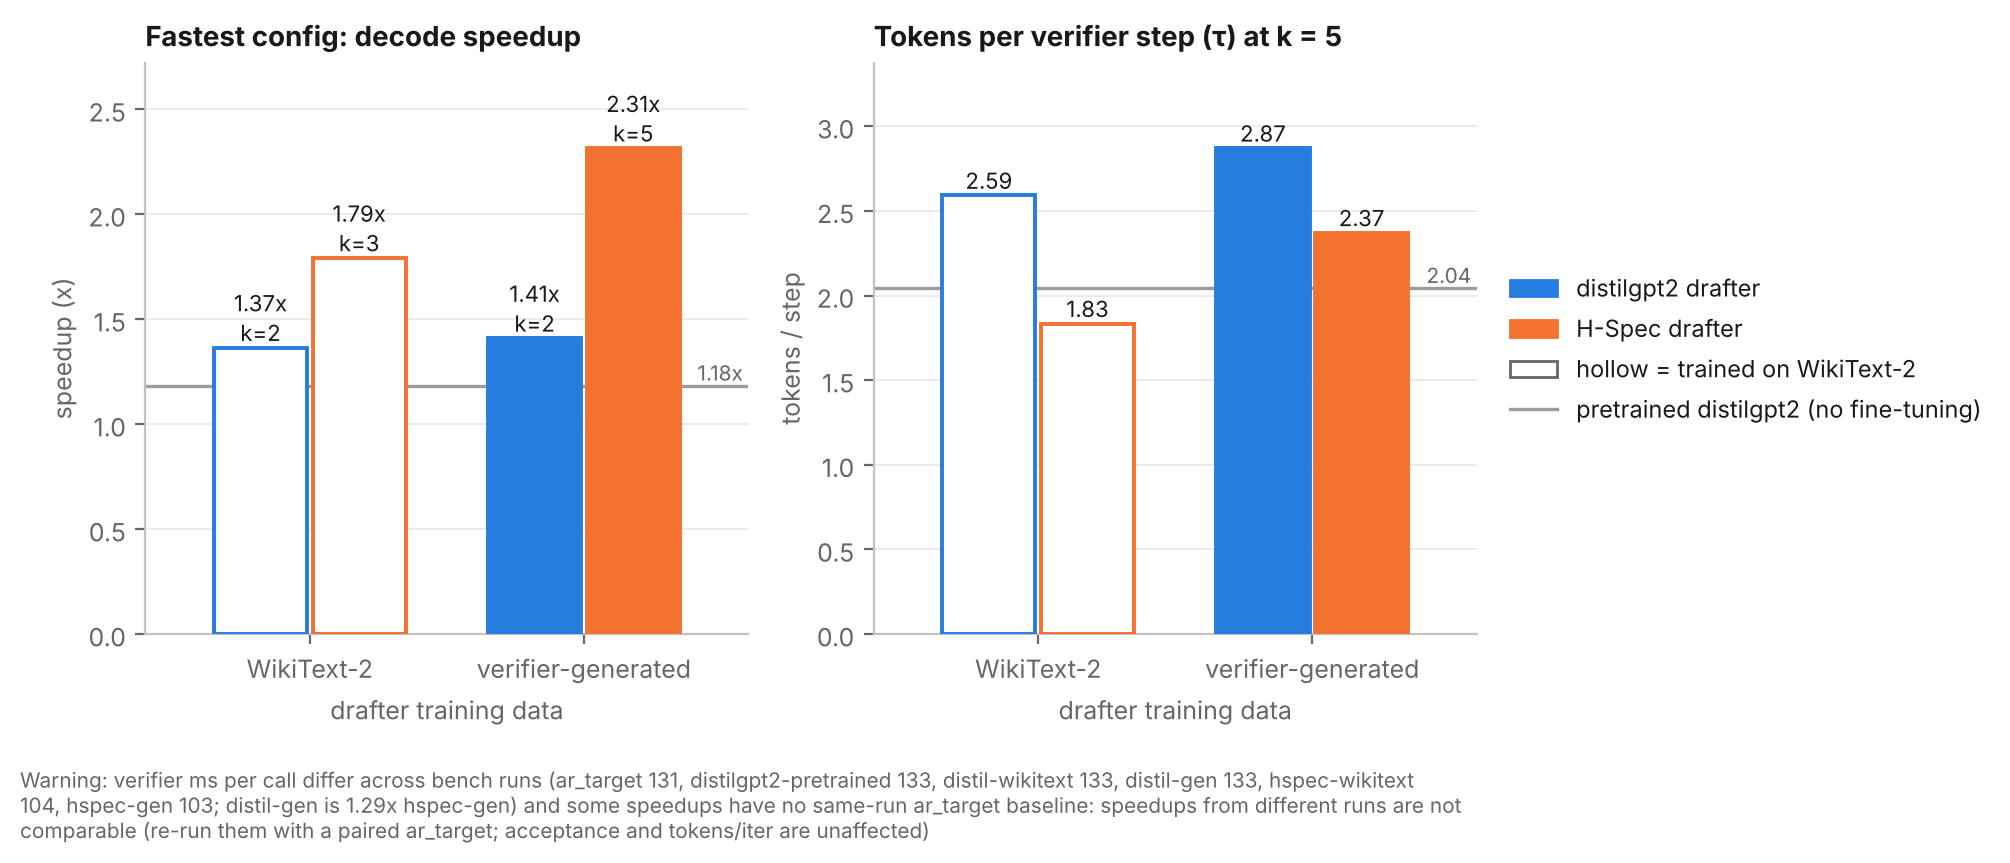 Fastest config: decode speedup
2.5
2.0
1.5
1.0
0.5
0.0
speedup (x)
1.37x
k=2
1.79x
k=3
1.41x
k=2
2.31x
k=5
1.18x
WikiText-2
verifier-generated
drafter training data
Tokens per verifier step (τ) at k = 5
3.0
2.5
2.0
1.5
1.0
0.5
0.0
tokens / step
2.59
1.83
2.87
2.37
2.04
WikiText-2
verifier-generated
drafter training data
distilgpt2 drafter
H-Spec drafter
hollow = trained on WikiText-2
pretrained distilgpt2 (no fine-tuning)
Warning: verifier ms per call differ across bench runs (ar_target 131, distilgpt2-pretrained 133, distil-wikitext 133, distil-gen 133, hspec-wikitext
104, hspec-gen 103; distil-gen is 1.29x hspec-gen) and some speedups have no same-run ar_target baseline: speedups from different runs are not
comparable (re-run them with a paired ar_target; acceptance and tokens/iter are unaffected)